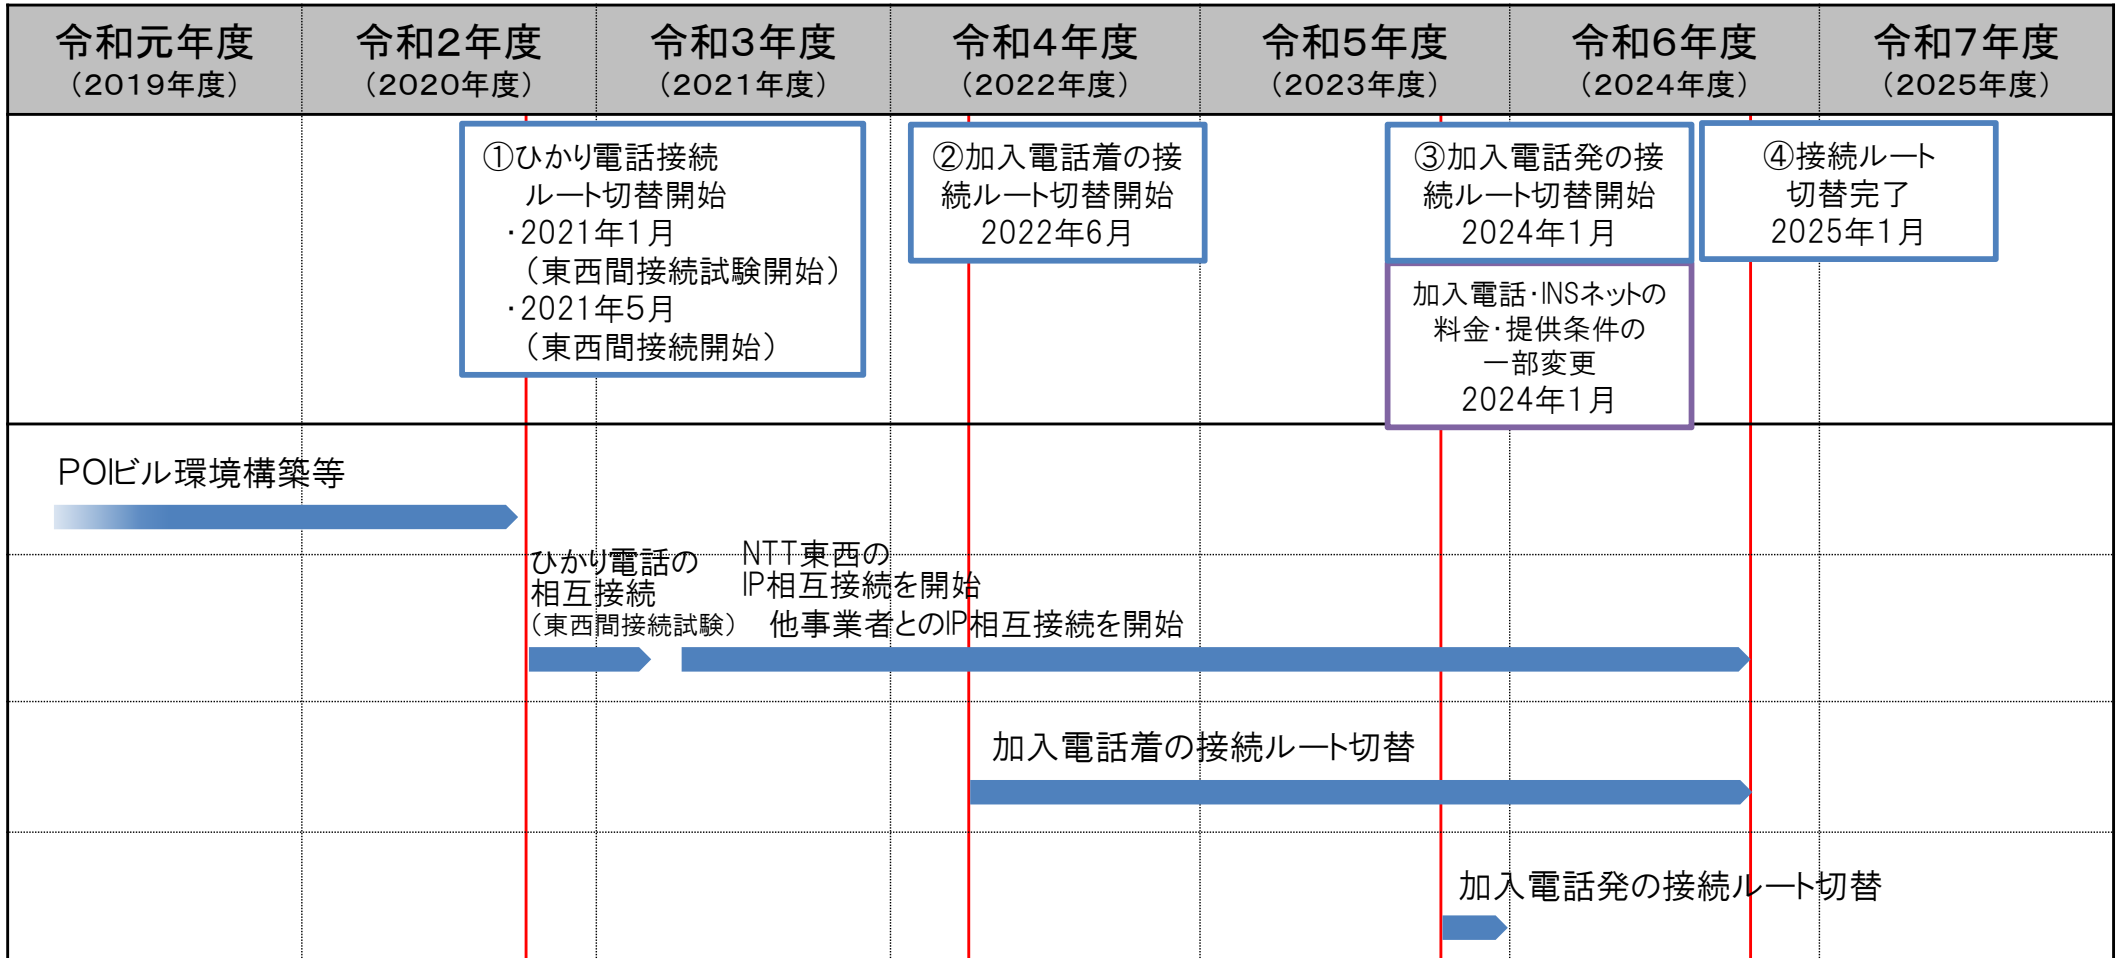 令和元年度
（2019年度）
令和2年度
（2020年度）
令和3年度
（2021年度）
令和4年度
（2022年度）
令和5年度
（2023年度）
令和6年度
（2024年度）
令和7年度
（2025年度）
①ひかり電話接続
ルート切替開始
・2021年1月
（東西間接続試験開始）
・2021年5月
（東西間接続開始）
②加入電話着の接
続ルート切替開始
2022年6月
③加入電話発の接
続ルート切替開始
2024年1月
加入電話・INSネットの
料金・提供条件の
一部変更
2024年1月
④接続ルート
切替完了
2025年1月
POIビル環境構築等
ひかり電話の
相互接続
（東西間接続試験）
NTT東西の
IP相互接続を開始
他事業者とのIP相互接続を開始
加入電話着の接続ルート切替
加入電話発の接続ルート切替